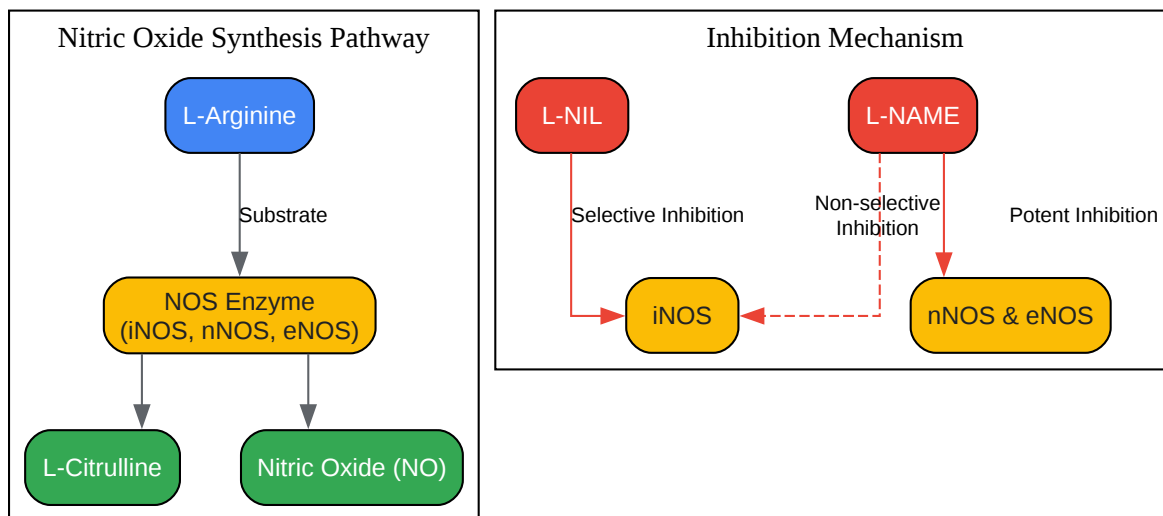 Nitric Oxide Synthesis Pathway
L-Arginine
Substrate
NOS Enzyme
(iNOS, nNOS, eNOS)
L-Citrulline
Nitric Oxide (NO)
Inhibition Mechanism
L-NIL
L-NAME
Selective Inhibition
Non-selective
Inhibition
Potent Inhibition
iNOS
nNOS & eNOS